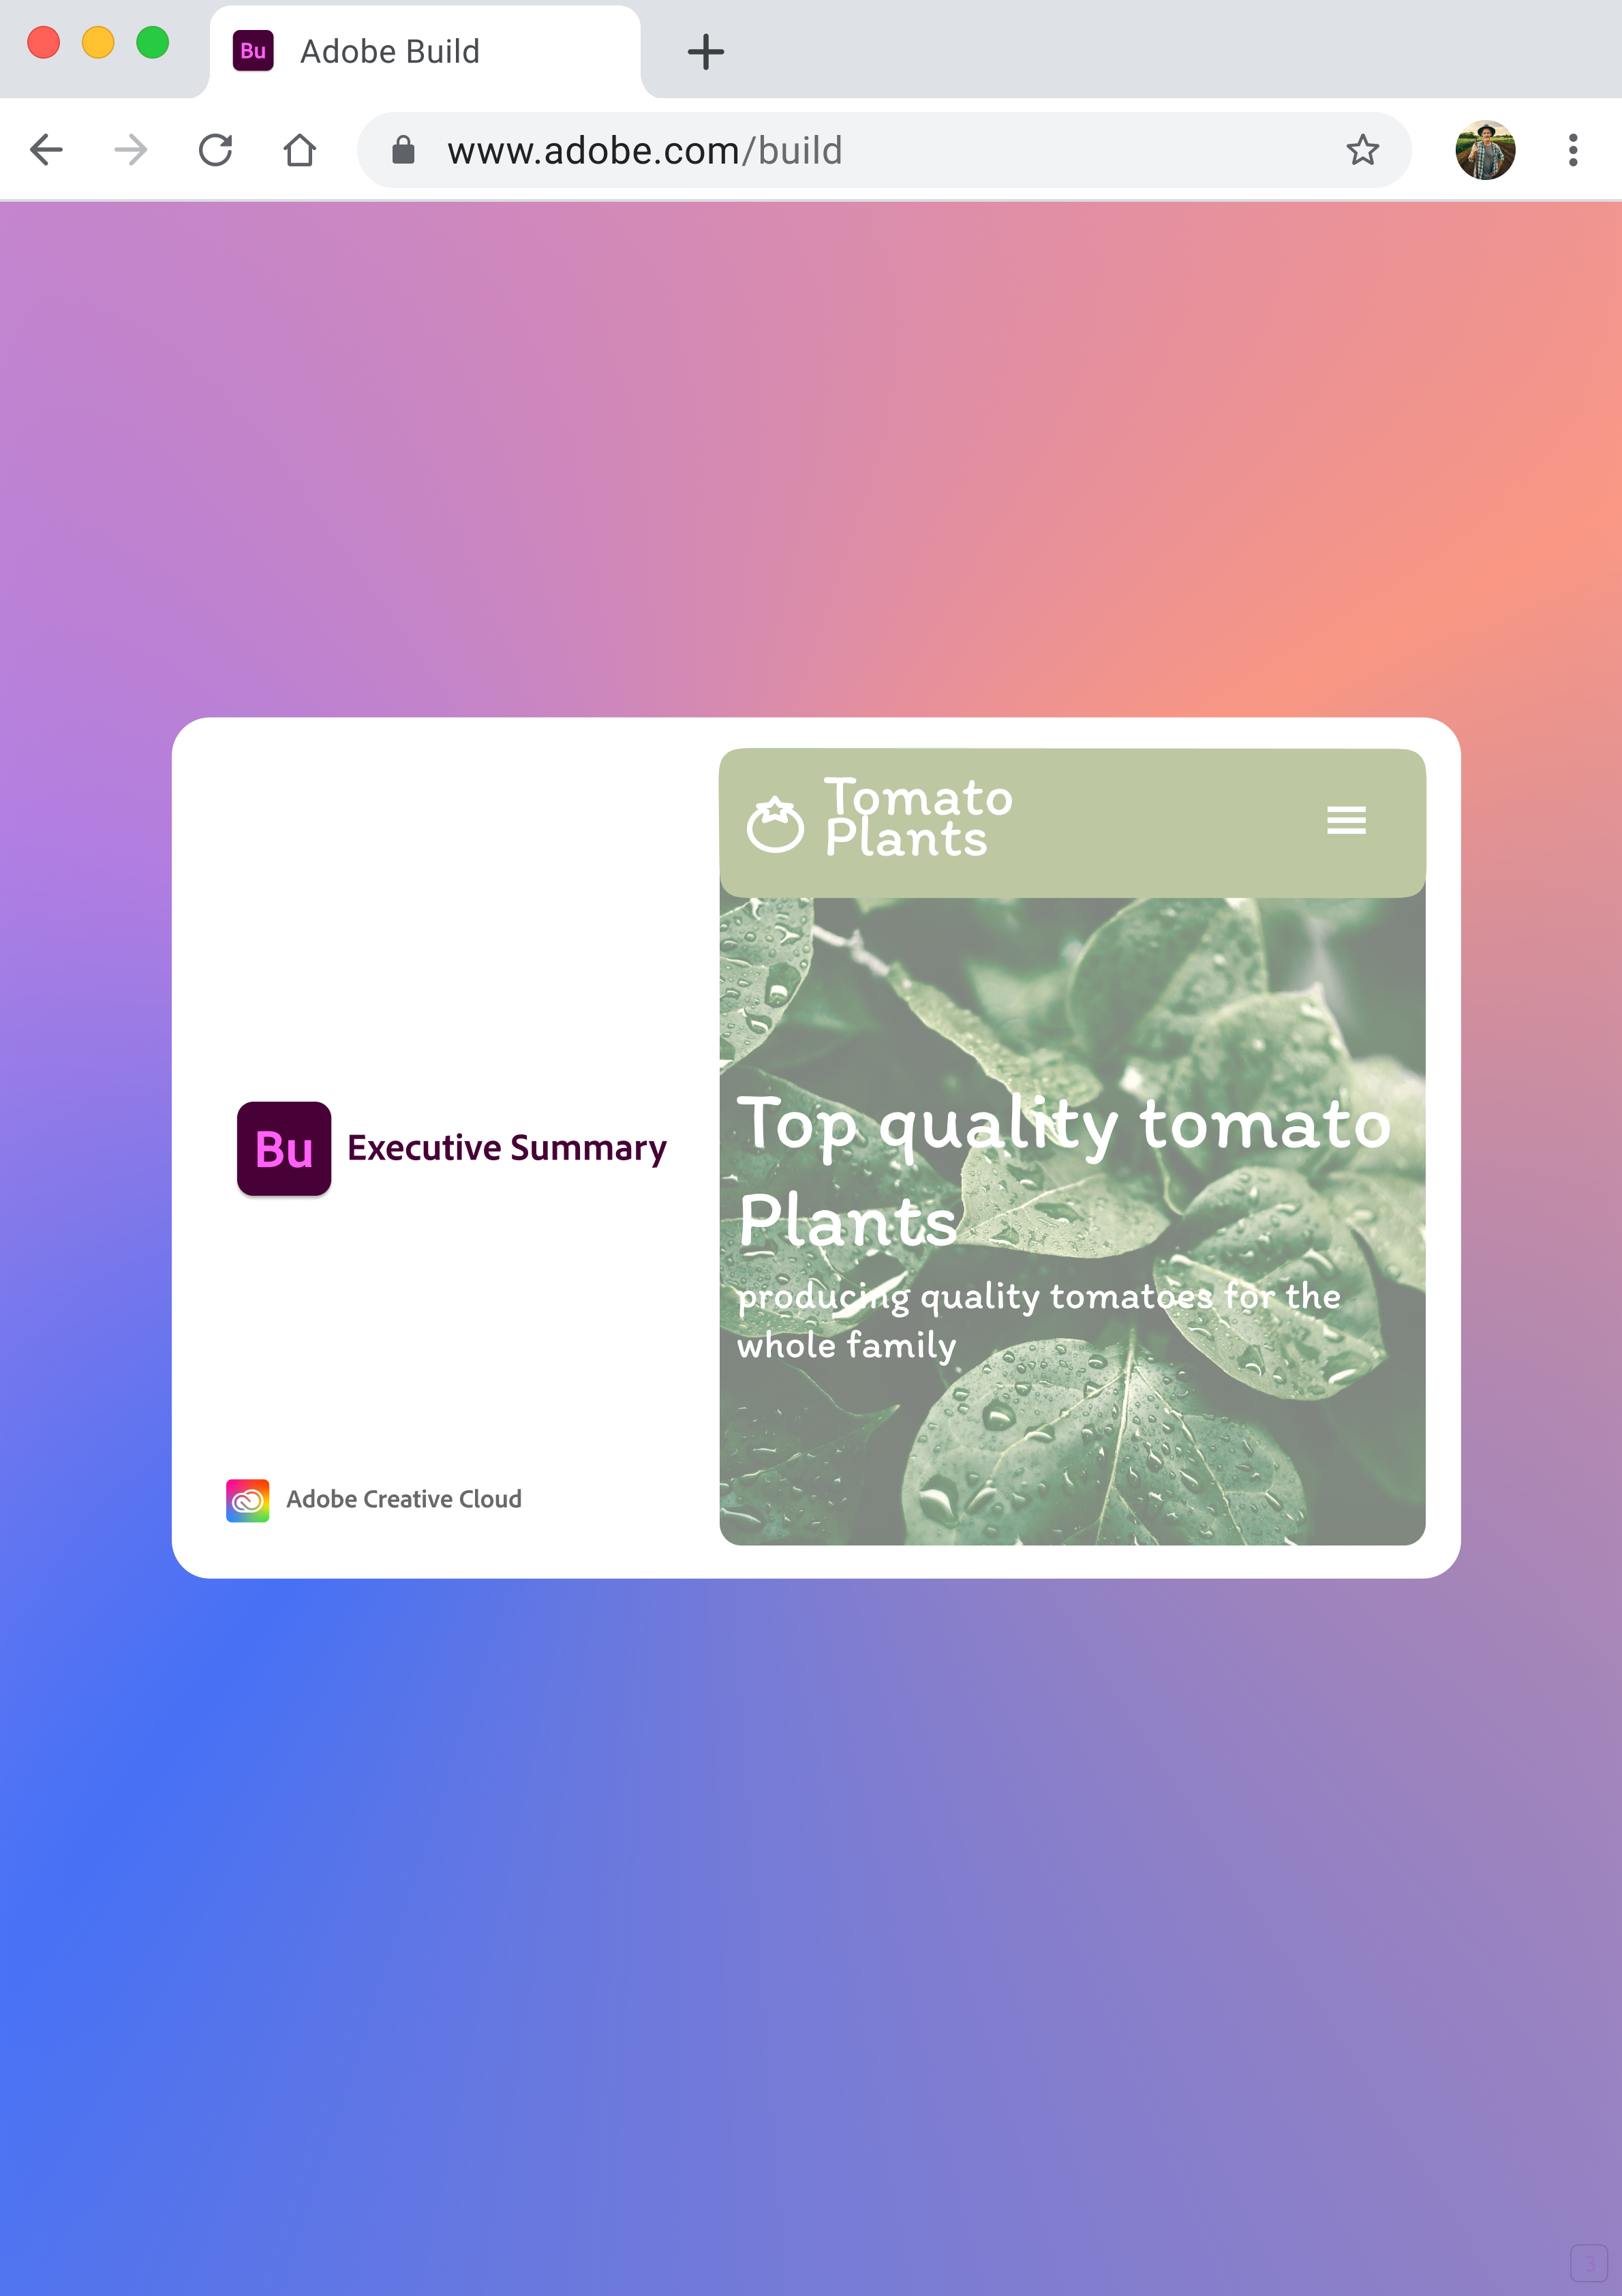 Bu Adobe Build
www.adobe.com/build
Tomato
Plants
Top quality tomato
Plants
producing quality tomatoes for the
whole family
Bu Executive Summary
Adobe Creative Cloud
3